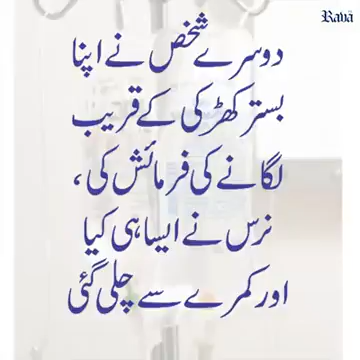 Ravā
دوسرے شخص نے اپنا
بستر کھڑکی کے قریب
لگانے کی فرمائش کی،
نرس نے ایسا ہی کیا
اور کمرے سے چلی گئی